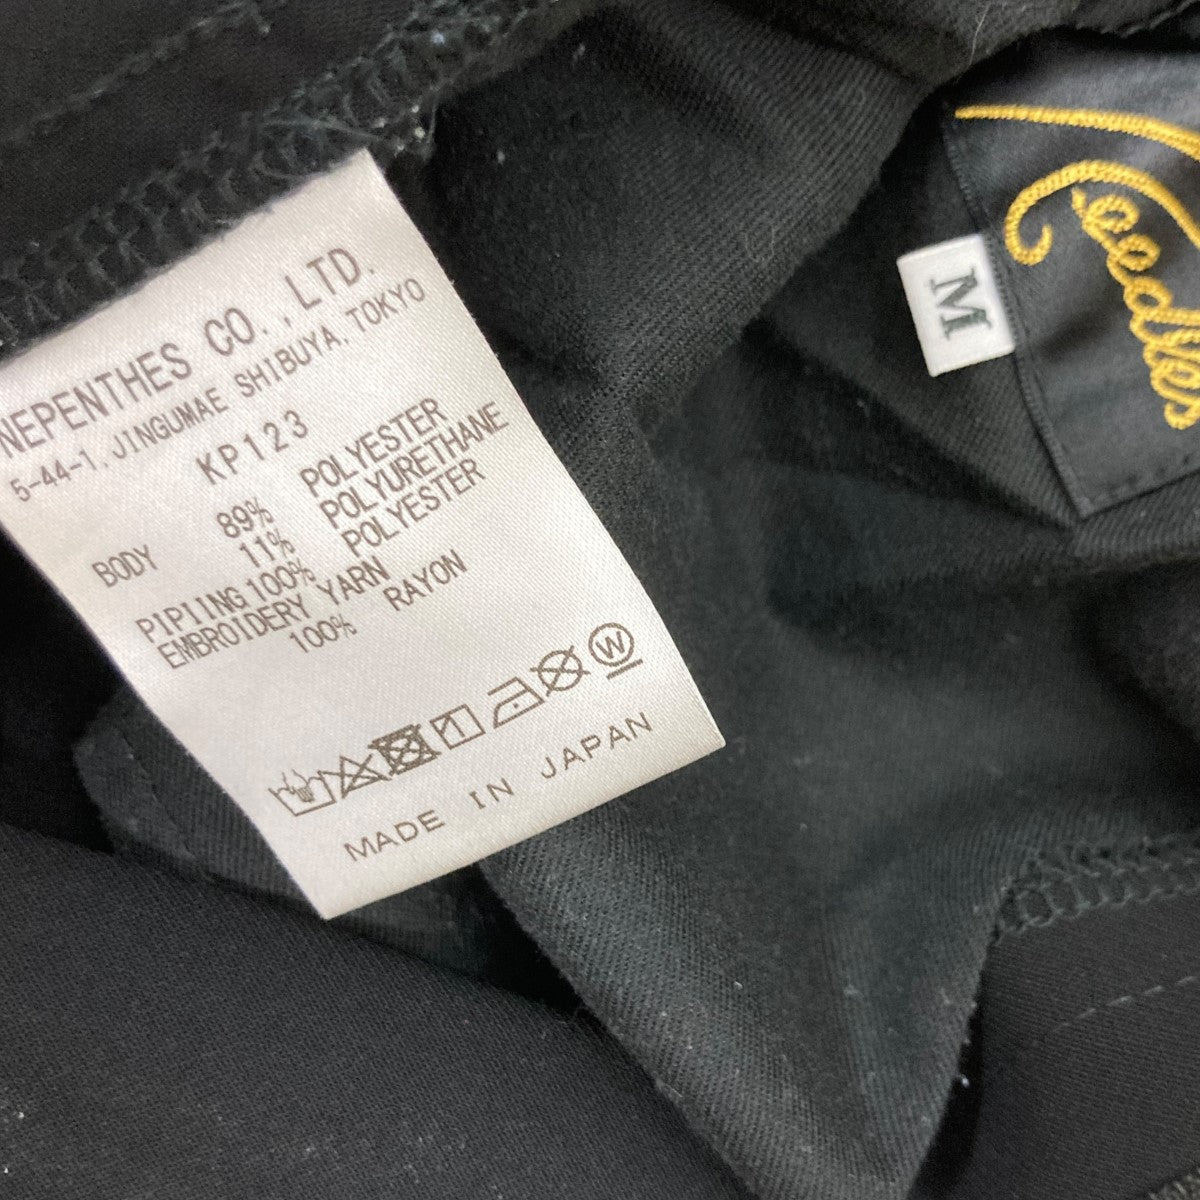 NEPENTHES CO.,LTD.
5-44-1, JINGUMAE SHIBUYA, TOKYO
KP123
BODY 89% POLYESTER
11% POLYURETHANE
PIPIING 100% POLYESTER
EMBROIDERY YARN
100% RAYON
W
MADE IN JAPAN
M
Needles